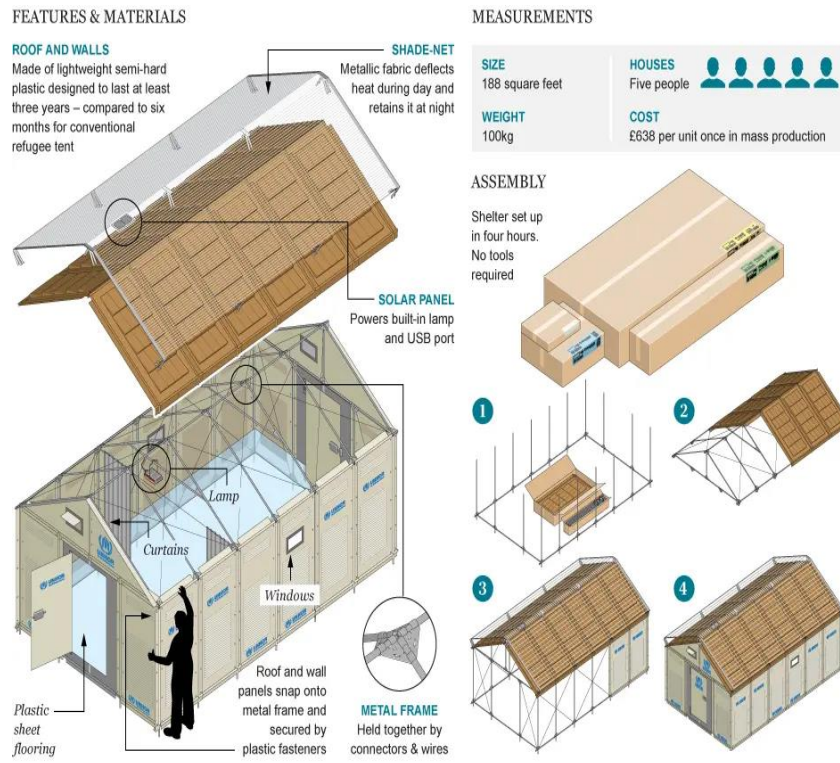 FEATURES & MATERIALS
ROOF AND WALLS
Made of lightweight semi-hard
plastic designed to last at least
three years – compared to six
months for conventional
refugee tent
SHADE-NET
Metallic fabric deflects
heat during day and
retains it at night
SOLAR PANEL
Powers built-in lamp
and USB port
Lamp
Curtains
Windows
Plastic
sheet
flooring
Roof and wall
panels snap onto
metal frame and
secured by
plastic fasteners
METAL FRAME
Held together by
connectors & wires
MEASUREMENTS
SIZE
188 square feet
HOUSES
Five people
WEIGHT
100kg
COST
£638 per unit once in mass production
ASSEMBLY
Shelter set up
in four hours.
No tools
required
1
2
3
4